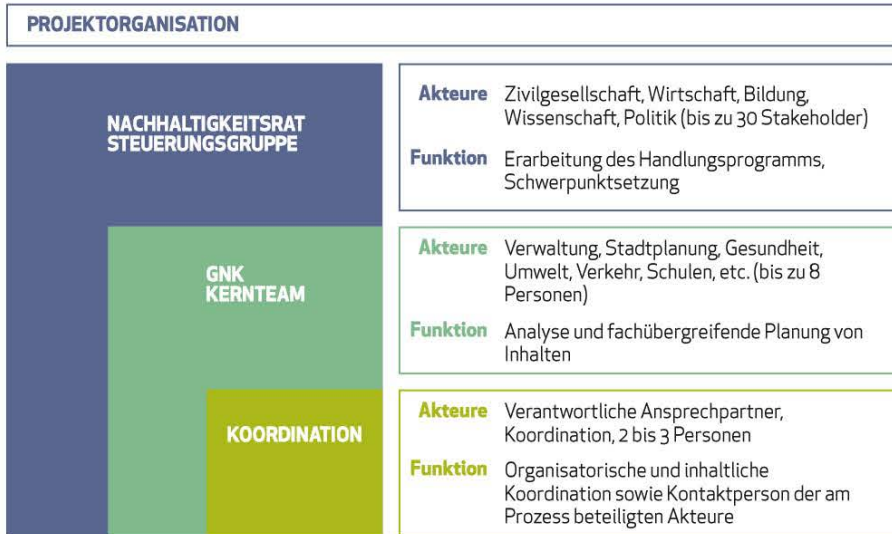 PROJEKTORGANISATION
NACHHALTIGKEITSRAT
STEUERUNGSGRUPPE
Akteure Zivilgesellschaft, Wirtschaft, Bildung,
Wissenschaft, Politik (bis zu 30 Stakeholder)
Funktion Erarbeitung des Handlungsprogramms,
Schwerpunktsetzung
GNK
KERNTEAM
Akteure Verwaltung, Stadtplanung, Gesundheit,
Umwelt, Verkehr, Schulen, etc. (bis zu 8
Personen)
Funktion Analyse und fachübergreifende Planung von
Inhalten
KOORDINATION
Akteure Verantwortliche Ansprechpartner,
Koordination, 2 bis 3 Personen
Funktion Organisatorische und inhaltliche
Koordination sowie Kontaktperson der am
Prozess beteiligten Akteure